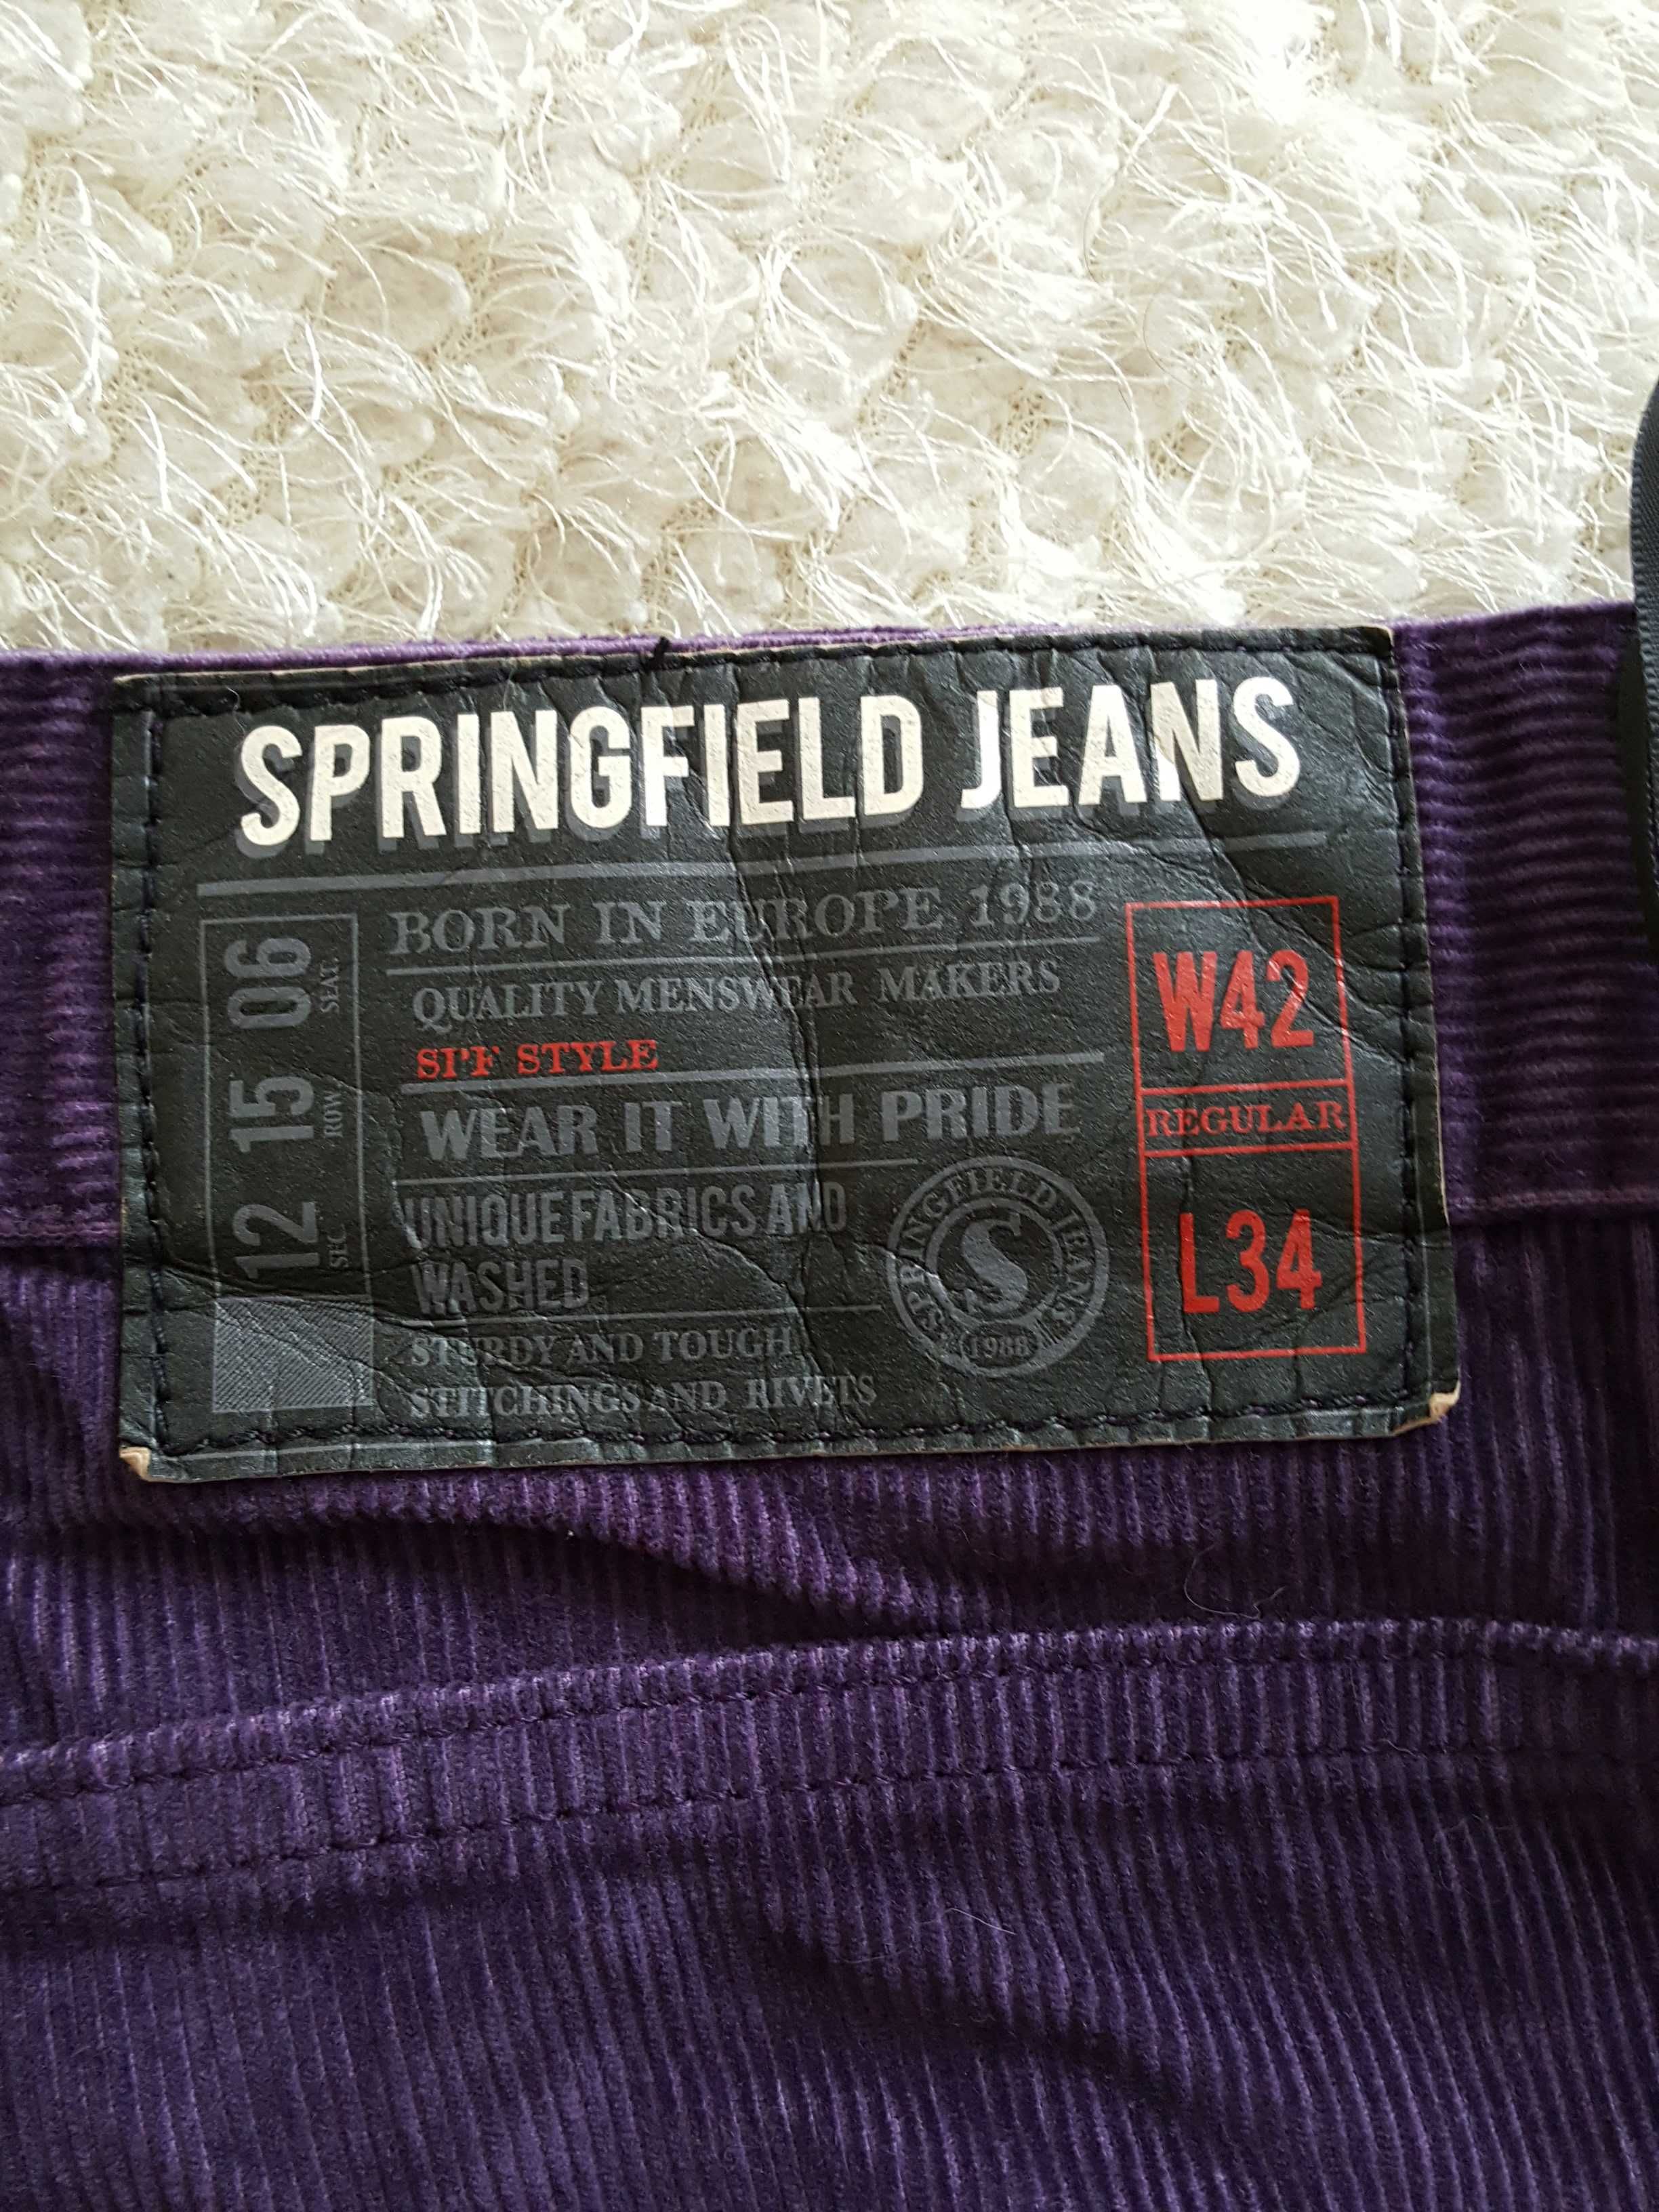 SPRINGFIELD JEANS
BORN IN EUROPE 1988
QUALITY MENSWEAR MAKERS
SPF STYLE
WEAR IT WITH PRIDE
UNIQUE FABRICS AND
WASHED
STURDY AND TOUGH
STITCHINGS AND RIVETS
12 15 06
SEC ROW SEAT
SPRINGFIELD JEANS
S
1988
W42
REGULAR
L34